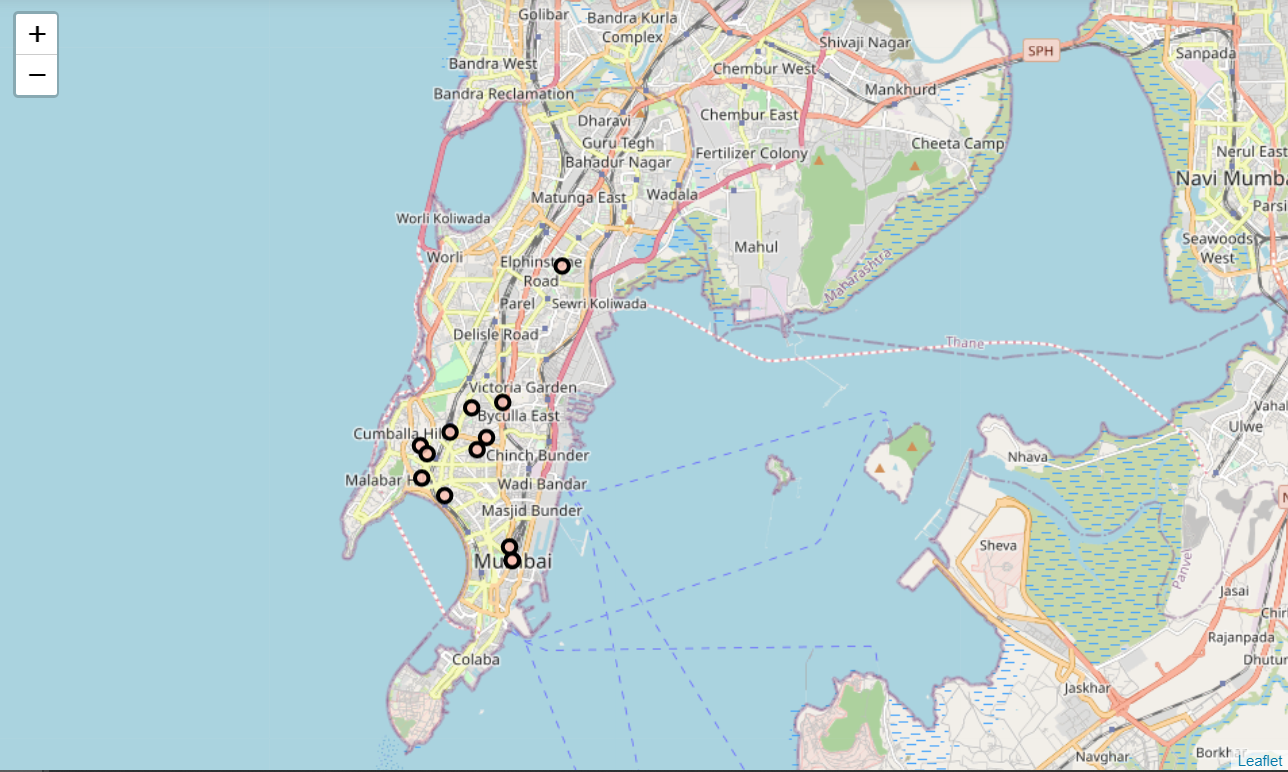 +
−
Golibar
Bandra Kurla
Complex
Shivaji Nagar
SPH
Sanpada
Bandra West
Chembur West
Bandra Reclamation
Mankhurd
Dharavi
Chembur East
Guru Tegh
Bahadur Nagar
Fertilizer Colony
Cheeta Camp
Nerul East
Matunga East
Wadala
Navi Mumba
Worli Koliwada
Parsi
Mahul
Seawoods
West
Worli
Elphinstone
Road
Maharashtra
Parel
Sewri Koliwada
Delisle Road
Thane
Victoria Garden
Byculla East
Vahal
Ulwe
Cumballa Hil
Chinch Bunder
Nhava
Malabar H
Wadi Bandar
Masjid Bunder
Sheva
Mumbai
Panve
Jasai
Chir
Rajanpada
Colaba
Dhutum
Jaskhar
Navghar
Borkha
Leaflet